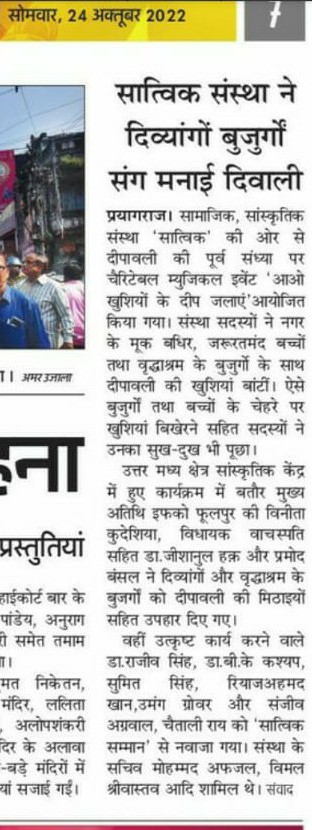 सोमवार, 24 अक्तूबर 2022
सात्विक संस्था ने
दिव्यांगों बुजुर्गों
संग मनाई दिवाली
प्रयागराज। सामाजिक, सांस्कृतिक
संस्था ‘सात्विक’ की ओर से
दीपावली की पूर्व संध्या पर
चैरिटेबल म्युजिकल इवेंट ‘आओ
खुशियों के दीप जलाएं’आयोजित
किया गया। संस्था सदस्यों ने नगर
के मूक बधिर, जरूरतमंद बच्चों
तथा वृद्धाश्रम के बुजुर्गों के साथ
दीपावली की खुशियां बांटीं। ऐसे
बुजुर्गों तथा बच्चों के चेहरे पर
खुशियां बिखेरने सहित सदस्यों ने
उनका सुख-दुख भी पूछा।
उत्तर मध्य क्षेत्र सांस्कृतिक केंद्र
में हुए कार्यक्रम में बतौर मुख्य
अतिथि इफको फूलपुर की विनीता
कुदेशिया, विधायक वाचस्पति
सहित डा.जीशानुल हक़ और प्रमोद
बंसल ने दिव्यांगों और वृद्धाश्रम के
बुजर्गों को दीपावली की मिठाइयों
सहित उपहार दिए गए।
वहीं उत्कृष्ट कार्य करने वाले
डा.राजीव सिंह, डा.बी.के कश्यप,
सुमित सिंह, रियाजअहमद
खान,उमंग ग्रोवर और संजीव
अग्रवाल, चैताली राय को ‘सात्विक
सम्मान’ से नवाजा गया। संस्था के
सचिव मोहम्मद अफजल, विमल
श्रीवास्तव आदि शामिल थे। संवाद
ा। अमर उजाला
हना
प्रस्तुतियां
हाईकोर्ट बार के
पांडेय, अनुराग
री समेत तमाम
ा।
मत निकेतन,
मंदिर, ललिता
, अलोपशंकरी
दिर के अलावा
-बड़े मंदिरों में
यां सजाई गईं।